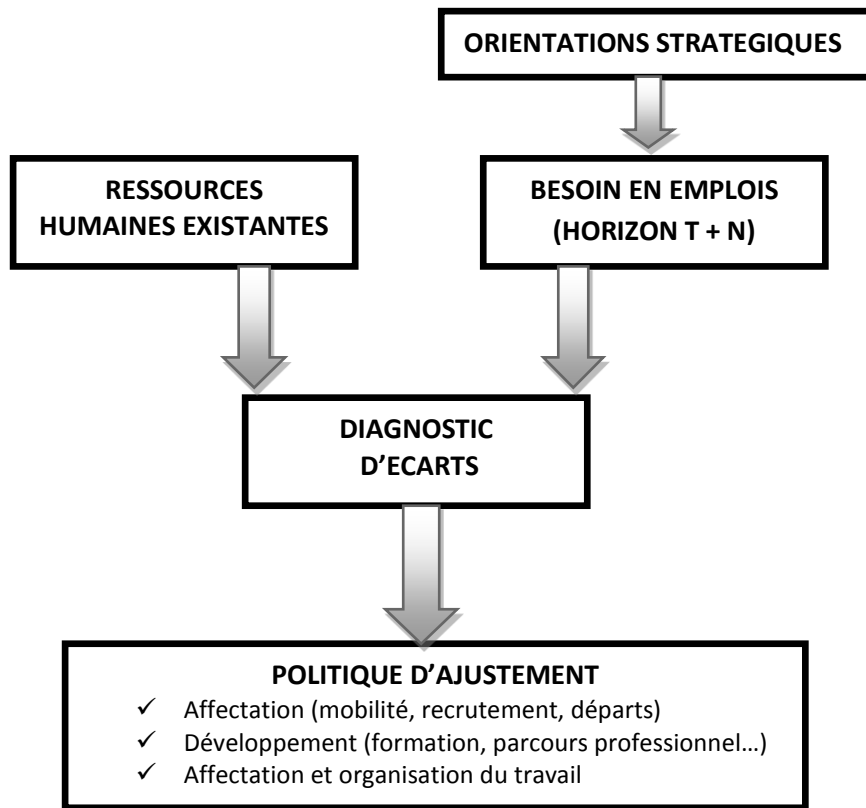 ORIENTATIONS STRATEGIQUES
RESSOURCES
HUMAINES EXISTANTES
BESOIN EN EMPLOIS
(HORIZON T + N)
DIAGNOSTIC
D’ECARTS
POLITIQUE D’AJUSTEMENT
✓ Affectation (mobilité, recrutement, départs)
✓ Développement (formation, parcours professionnel…)
✓ Affectation et organisation du travail